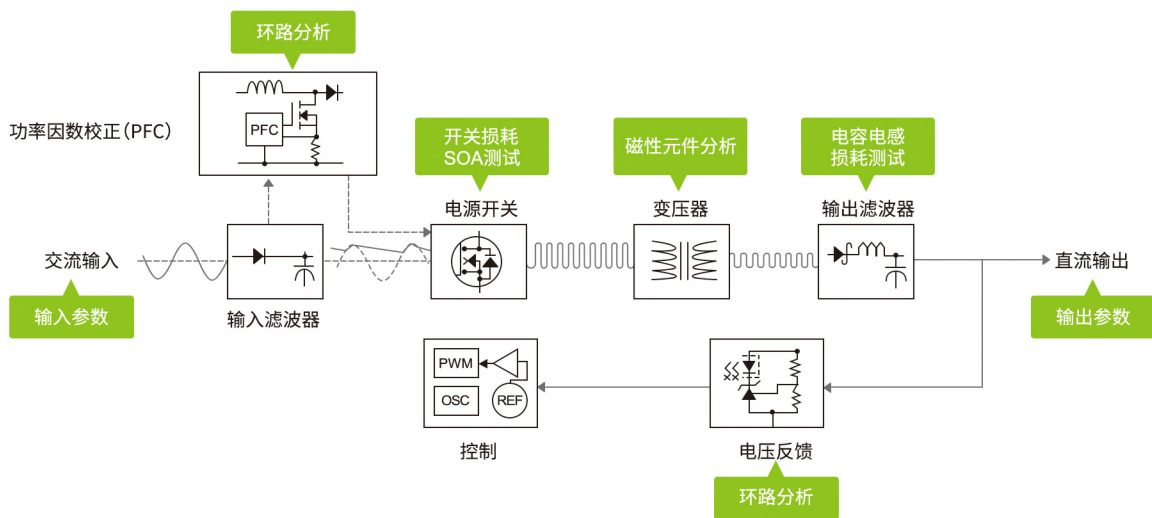 环路分析
功率因数校正（PFC）
PFC
开关损耗
SOA测试
磁性元件分析
电容电感
损耗测试
电源开关
变压器
输出滤波器
交流输入
直流输出
输入参数
输入滤波器
输出参数
PWM
OSC
REF
控制
电压反馈
环路分析